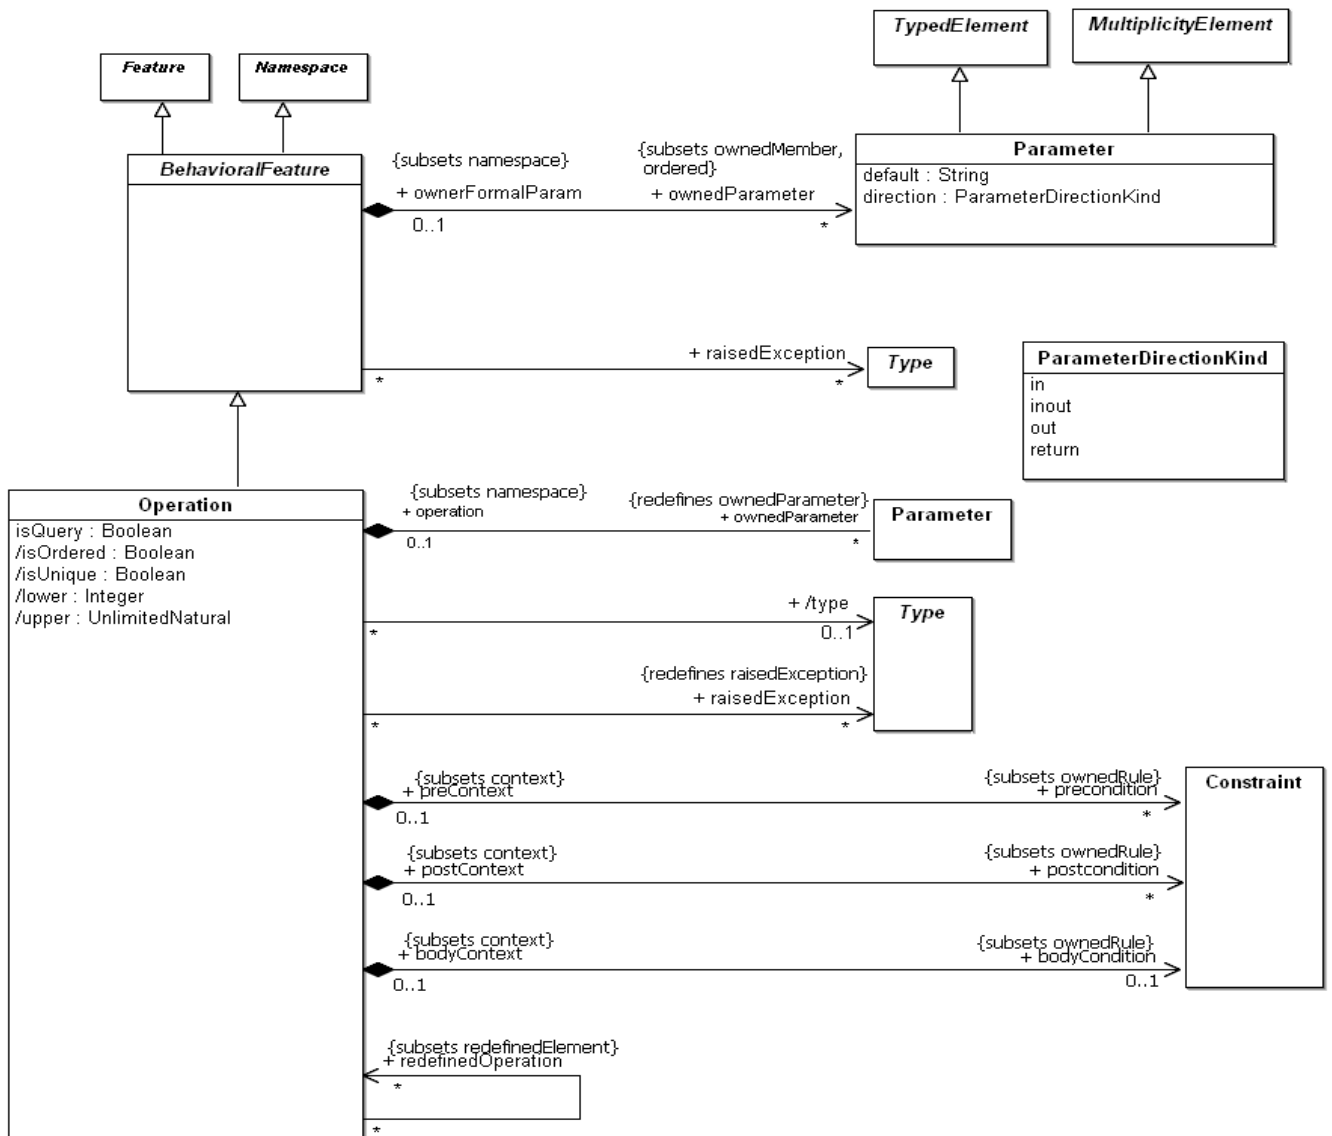 TypedElement
MultiplicityElement
Feature
Namespace
BehavioralFeature
{subsets namespace}
+ ownerFormalParam
0..1
{subsets ownedMember,
ordered}
+ ownedParameter
*
Parameter
default : String
direction : ParameterDirectionKind
+ raisedException
*
*
Type
ParameterDirectionKind
in
inout
out
return
Operation
isQuery : Boolean
/isOrdered : Boolean
/isUnique : Boolean
/lower : Integer
/upper : UnlimitedNatural
{subsets namespace}
+ operation
0..1
{redefines ownedParameter}
+ ownedParameter
*
Parameter
+ /type
*
0..1
Type
{redefines raisedException}
+ raisedException
*
*
{subsets context}
+ preContext
0..1
{subsets ownedRule}
+ precondition
*
Constraint
{subsets context}
+ postContext
0..1
{subsets ownedRule}
+ postcondition
*
{subsets context}
+ bodyContext
0..1
{subsets ownedRule}
+ bodyCondition
0..1
{subsets redefinedElement}
+ redefinedOperation
*
*